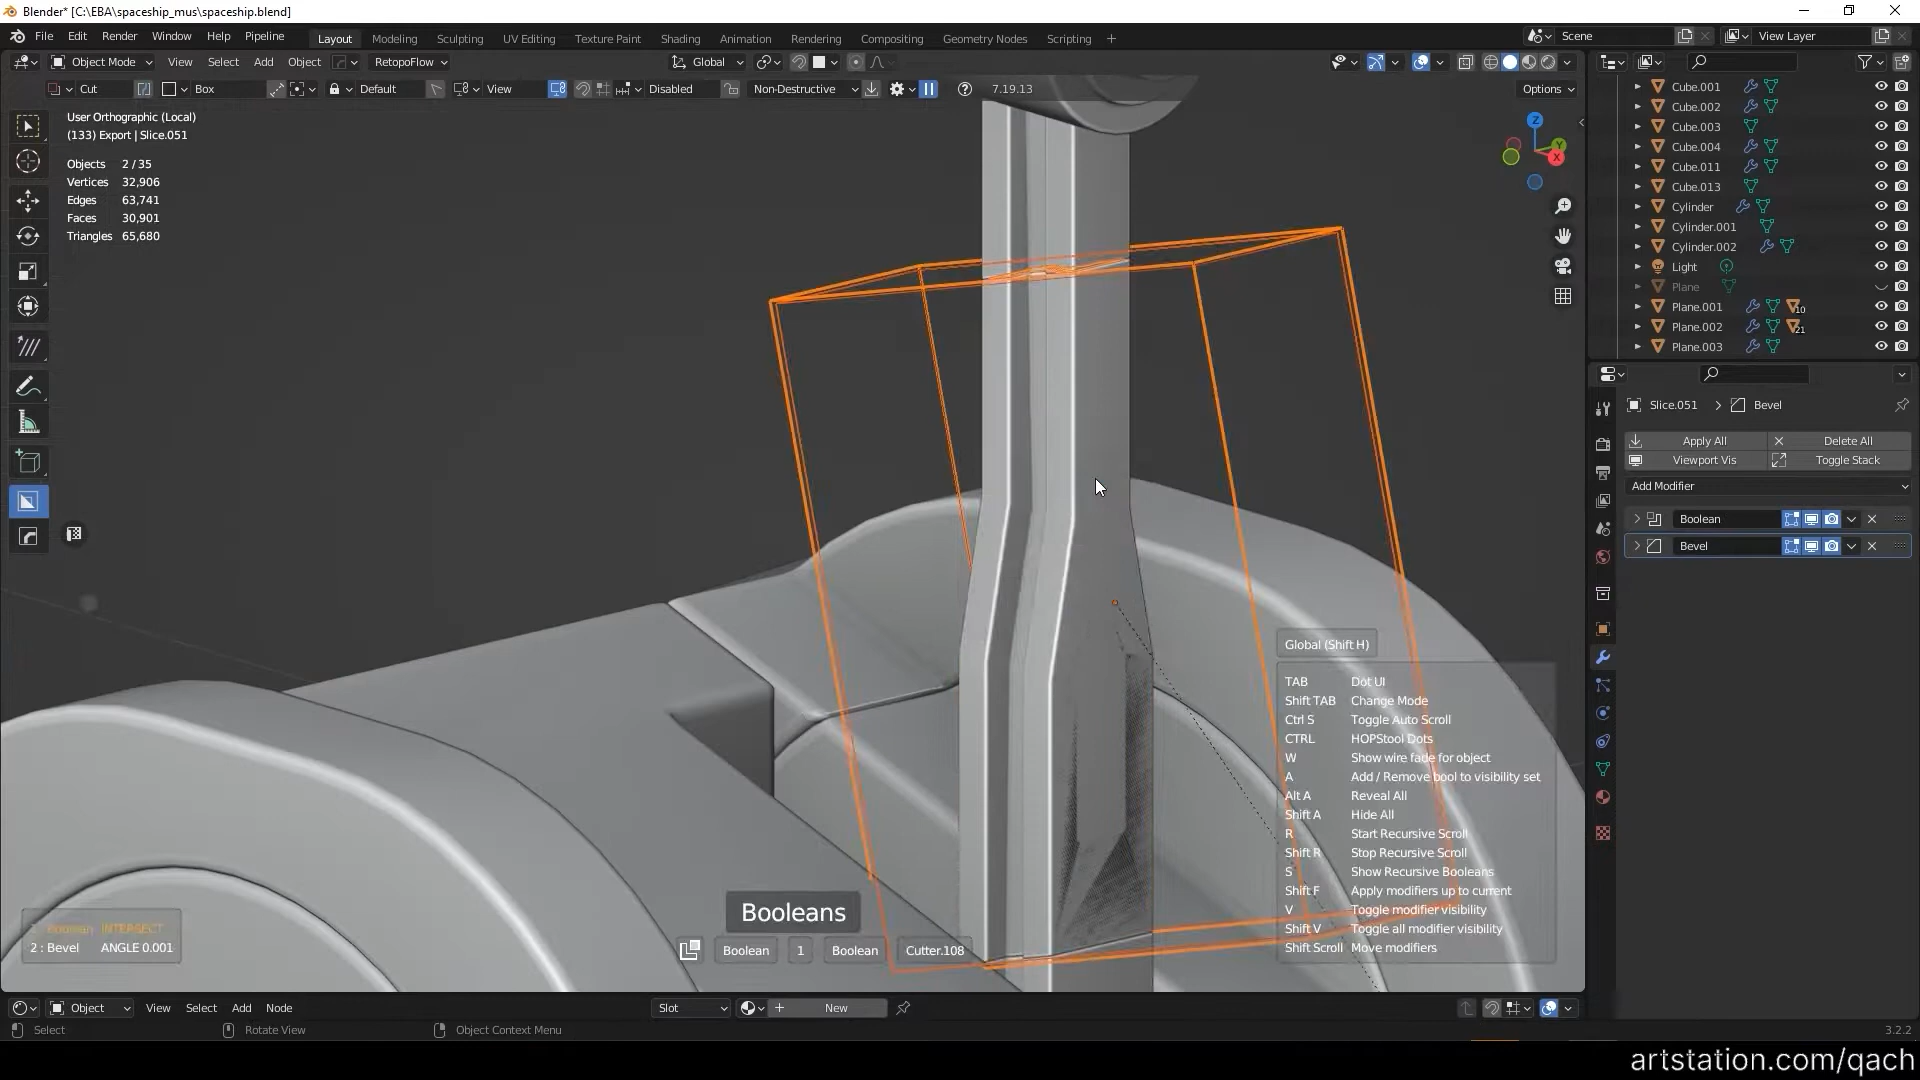 Blender* [C:\EBA\spaceship_mus\spaceship.blend]
File Edit Render Window Help Pipeline Layout Modeling Sculpting UV Editing Texture Paint Shading Animation Rendering Compositing Geometry Nodes Scripting + Scene View Layer
Object Mode View Select Add Object RetopoFlow Global
Cut Box Default View Disabled Non-Destructive 7.19.13 Options
User Orthographic (Local)
(133) Export | Slice.051
Objects 2 / 35
Vertices 32,906
Edges 63,741
Faces 30,901
Triangles 65,680
Z
Y
X
Cube.001
Cube.002
Cube.003
Cube.004
Cube.011
Cube.013
Cylinder
Cylinder.001
Cylinder.002
Light
Plane
Plane.001 10
Plane.002 21
Plane.003
Slice.051 > Bevel
Apply All Delete All
Viewport Vis Toggle Stack
Add Modifier
Boolean
Bevel
Global (Shift H)
TAB Dot UI
Shift TAB Change Mode
Ctrl S Toggle Auto Scroll
CTRL HOPStool Dots
W Show wire fade for object
A Add / Remove bool to visibility set
Alt A Reveal All
Shift A Hide All
R Start Recursive Scroll
Shift R Stop Recursive Scroll
S Show Recursive Booleans
Shift F Apply modifiers up to current
V Toggle modifier visibility
Shift V Toggle all modifier visibility
Shift Scroll Move modifiers
Booleans
Boolean 1 Boolean Cutter.108
1 : Boolean INTERSECT
2 : Bevel ANGLE 0.001
Object View Select Add Node Slot New
Select Rotate View Object Context Menu 3.2.2
artstation.com/qach